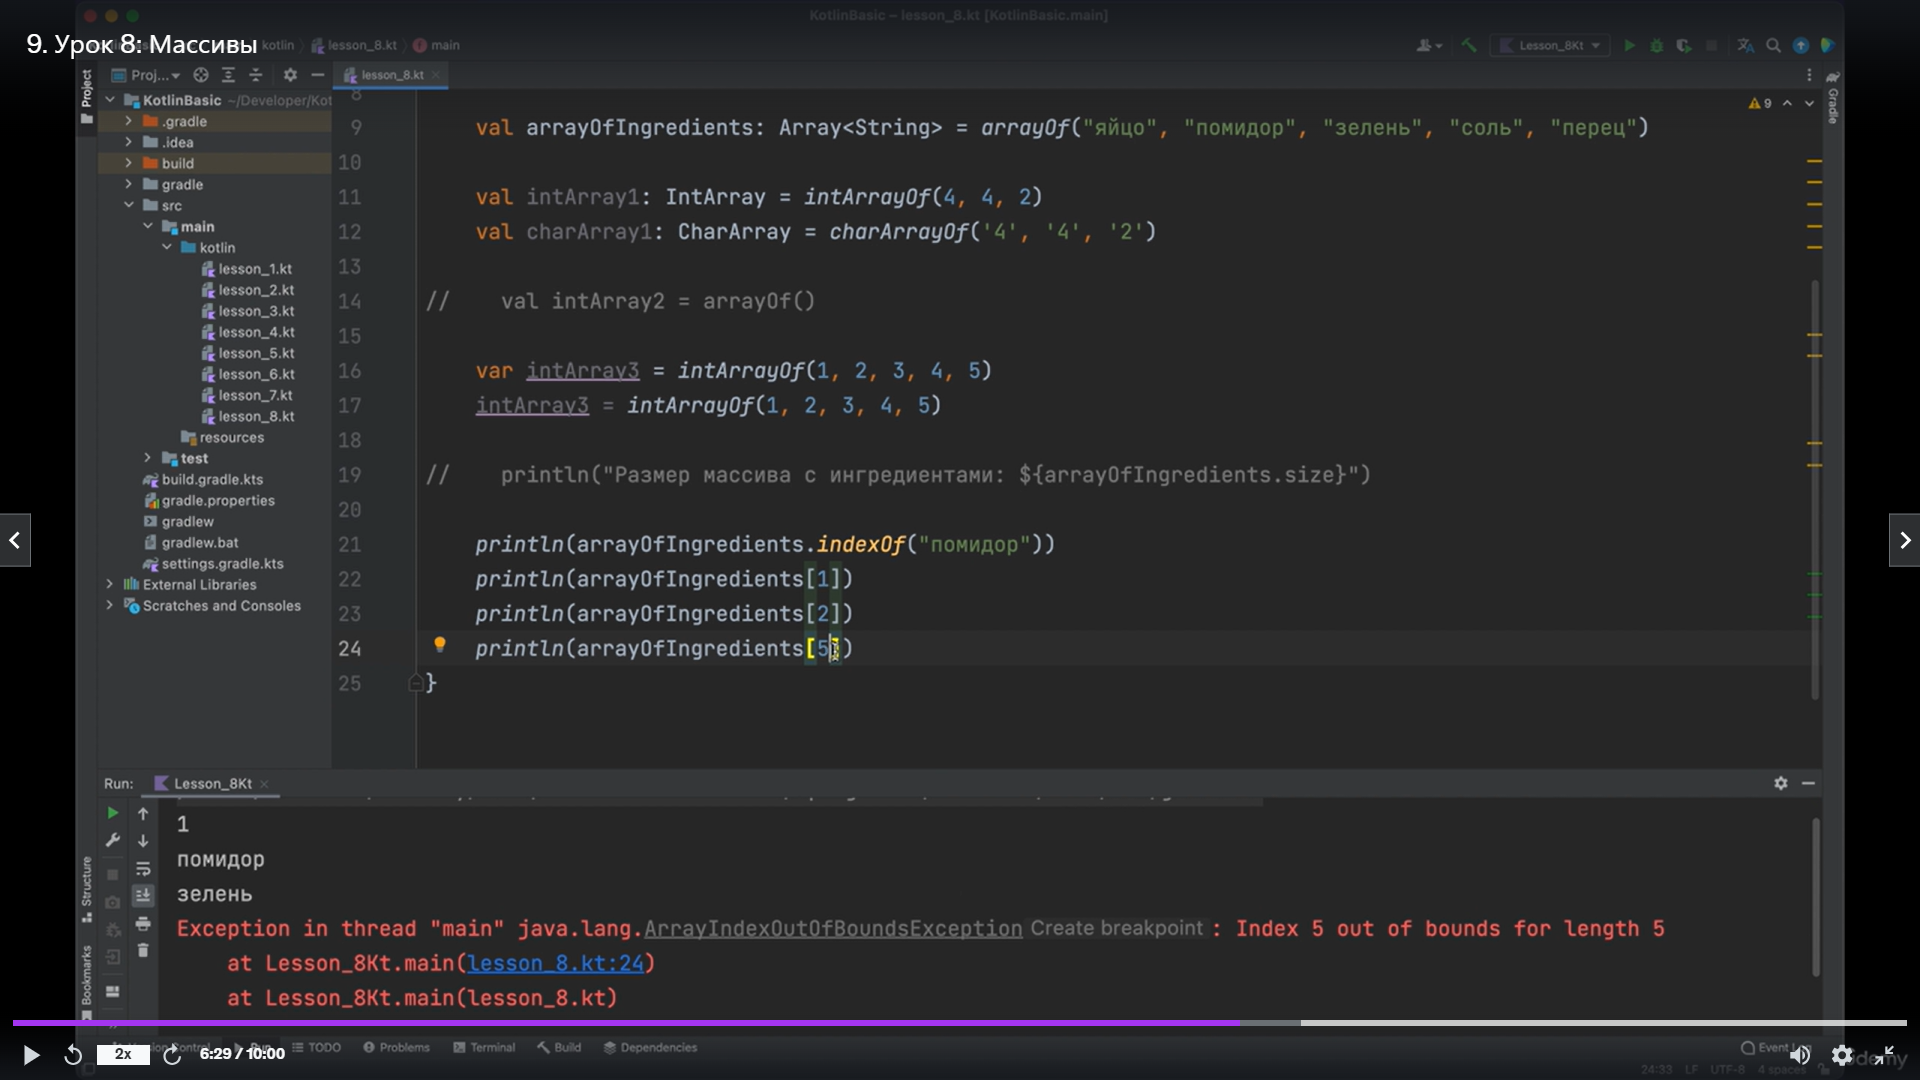 KotlinBasic – lesson_8.kt [KotlinBasic.main]
9. Урок 8: Массивы
kotlin
lesson_8.kt
main
Lesson_8Kt
Project
Proj...
lesson_8.kt
Gradle
KotlinBasic ~/Developer/Kot
.gradle
.idea
build
gradle
src
main
kotlin
lesson_1.kt
lesson_2.kt
lesson_3.kt
lesson_4.kt
lesson_5.kt
lesson_6.kt
lesson_7.kt
lesson_8.kt
resources
test
build.gradle.kts
gradle.properties
gradlew
gradlew.bat
settings.gradle.kts
External Libraries
Scratches and Consoles
9
8
9 val arrayOfIngredients: Array<String> = arrayOf("яйцо", "помидор", "зелень", "соль", "перец")
10
11 val intArray1: IntArray = intArrayOf(4, 4, 2)
12 val charArray1: CharArray = charArrayOf('4', '4', '2')
13
14 // val intArray2 = arrayOf()
15
16 var intArray3 = intArrayOf(1, 2, 3, 4, 5)
17 intArray3 = intArrayOf(1, 2, 3, 4, 5)
18
19 // println("Размер массива с ингредиентами: ${arrayOfIngredients.size}")
20
21 println(arrayOfIngredients.indexOf("помидор"))
22 println(arrayOfIngredients[1])
23 println(arrayOfIngredients[2])
24 println(arrayOfIngredients[5])
25 }
Run: Lesson_8Kt
1
помидор
зелень
Exception in thread "main" java.lang.ArrayIndexOutOfBoundsException Create breakpoint : Index 5 out of bounds for length 5
at Lesson_8Kt.main(lesson_8.kt:24)
at Lesson_8Kt.main(lesson_8.kt)
Structure
Bookmarks
2x
6:29 / 10:00
Run
TODO
Problems
Terminal
Build
Dependencies
24:33 LF UTF-8 4 spaces